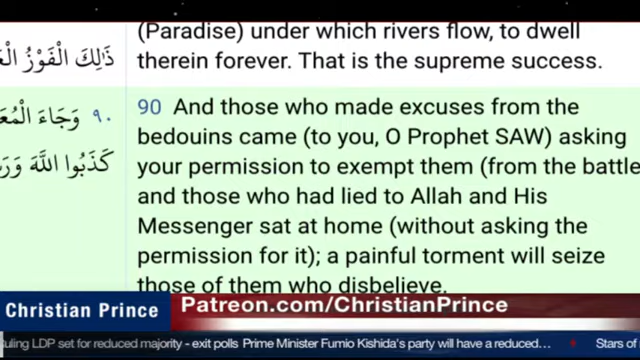 (Paradise) under which rivers flow, to dwell
ذَلِكَ الْفَوْزُ
therein forever. That is the supreme success.
90 And those who made excuses from the
٩٠ وَجَاءَ
bedouins came (to you, O Prophet SAW) asking
كَذَبُوا اللَّهَ
your permission to exempt them (from the battle
and those who had lied to Allah and His
Messenger sat at home (without asking the
permission for it); a painful torment will seize
those of them who disbelieve.
Christian Prince
Patreon.com/ChristianPrince
LDP set for reduced majority - exit polls Prime Minister Fumio Kishida's party will have a reduced... Stars of